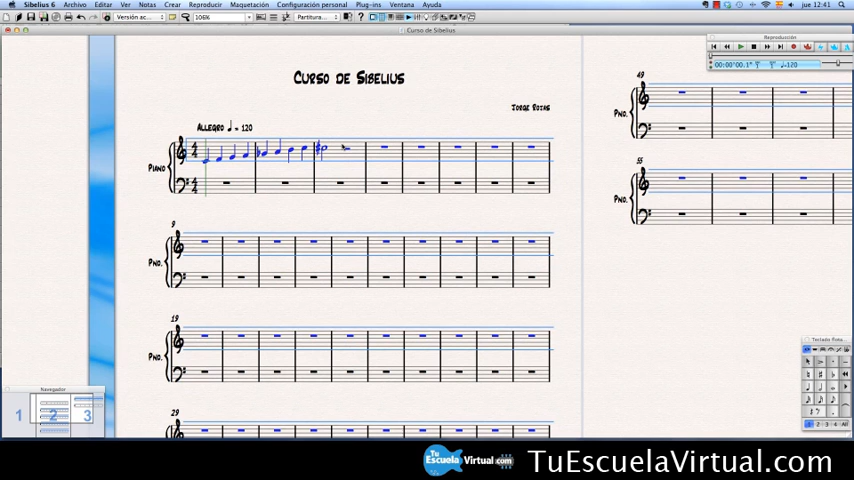 Sibelius 6 Archivo Editar Ver Notas Crear Reproducir Maquetación Configuración personal Plug-ins Ventana Ayuda jue 12:41
Versión ac... 106% Partitura...
Curso de Sibelius
Reproducción
00:00'00.1" ♩=120
Curso de Sibelius
Jorge Rojas
Allegro ♩ = 120
Piano
49
Pno.
9
Pno.
55
Pno.
19
Pno.
29
Navegador
1 2 3
1 2 3 4 All
Tu
Escuela
Virtual.com
TuEscuelaVirtual.com